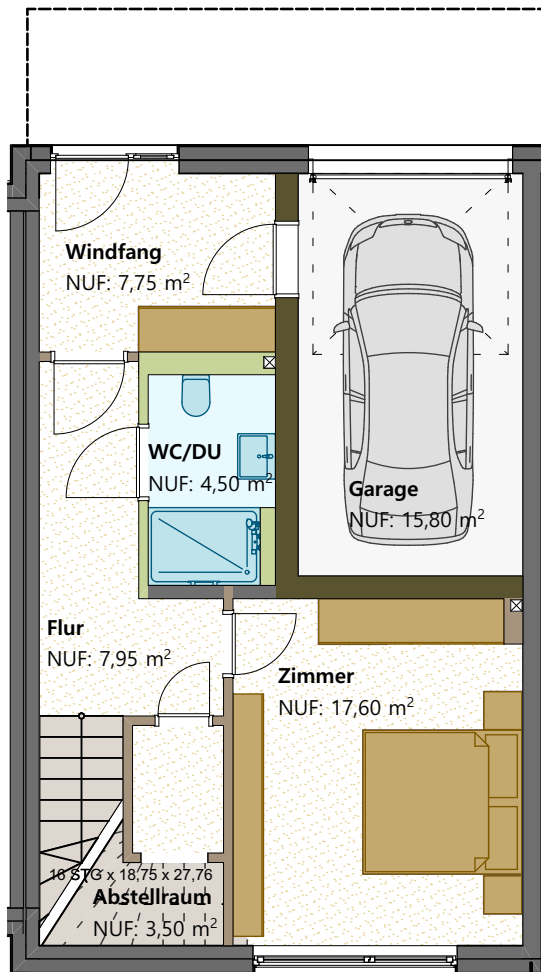 Windfang
NUF: 7,75 m²
WC/DU
NUF: 4,50 m²
Garage
NUF: 15,80 m²
Flur
NUF: 7,95 m²
Zimmer
NUF: 17,60 m²
16 STG x 18,75 x 27,76
Abstellraum
NUF: 3,50 m²